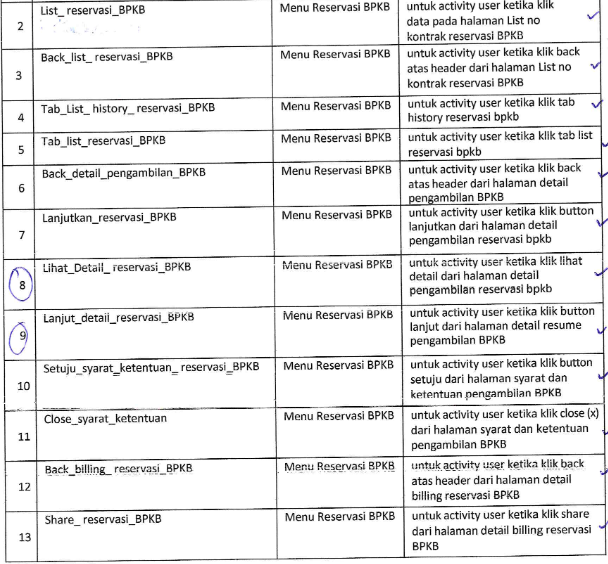 2 List_ reservasi_BPKB Menu Reservasi BPKB untuk activity user ketika klik
data pada halaman List no
kontrak reservasi BPKB
3 Back_list_ reservasi_BPKB Menu Reservasi BPKB untuk activity user ketika klik back
atas header dari halaman List no
kontrak reservasi BPKB
4 Tab_List_ history_ reservasi_BPKB Menu Reservasi BPKB untuk activity user ketika klik tab
history reservasi bpkb
5 Tab_list_reservasi_BPKB Menu Reservasi BPKB untuk activity user ketika klik tab list
reservasi bpkb
6 Back_detail_pengambilan_BPKB Menu Reservasi BPKB untuk activity user ketika klik back
atas header dari halaman detail
pengambilan BPKB
7 Lanjutkan_reservasi_BPKB Menu Reservasi BPKB untuk activity user ketika klik button
lanjutkan dari halaman detail
pengambilan reservasi bpkb
8 Lihat_Detail_ reservasi_BPKB Menu Reservasi BPKB untuk activity user ketika klik lihat
detail dari halaman detail
pengambilan reservasi bpkb
9 Lanjut_detail_reservasi_BPKB Menu Reservasi BPKB untuk activity user ketika klik button
lanjut dari halaman detail resume
pengambilan BPKB
10 Setuju_syarat_ketentuan_ reservasi_BPKB Menu Reservasi BPKB untuk activity user ketika klik button
setuju dari halaman syarat dan
ketentuan pengambilan BPKB
11 Close_syarat_ketentuan Menu Reservasi BPKB untuk activity user ketika klik close (x)
dari halaman syarat dan ketentuan
pengambilan BPKB
12 Back_billing_ reservasi_BPKB Menu Reservasi BPKB untuk activity user ketika klik back
atas header dari halaman detail
billing reservasi BPKB
13 Share_ reservasi_BPKB Menu Reservasi BPKB untuk activity user ketika klik share
dari halaman detail billing reservasi
BPKB